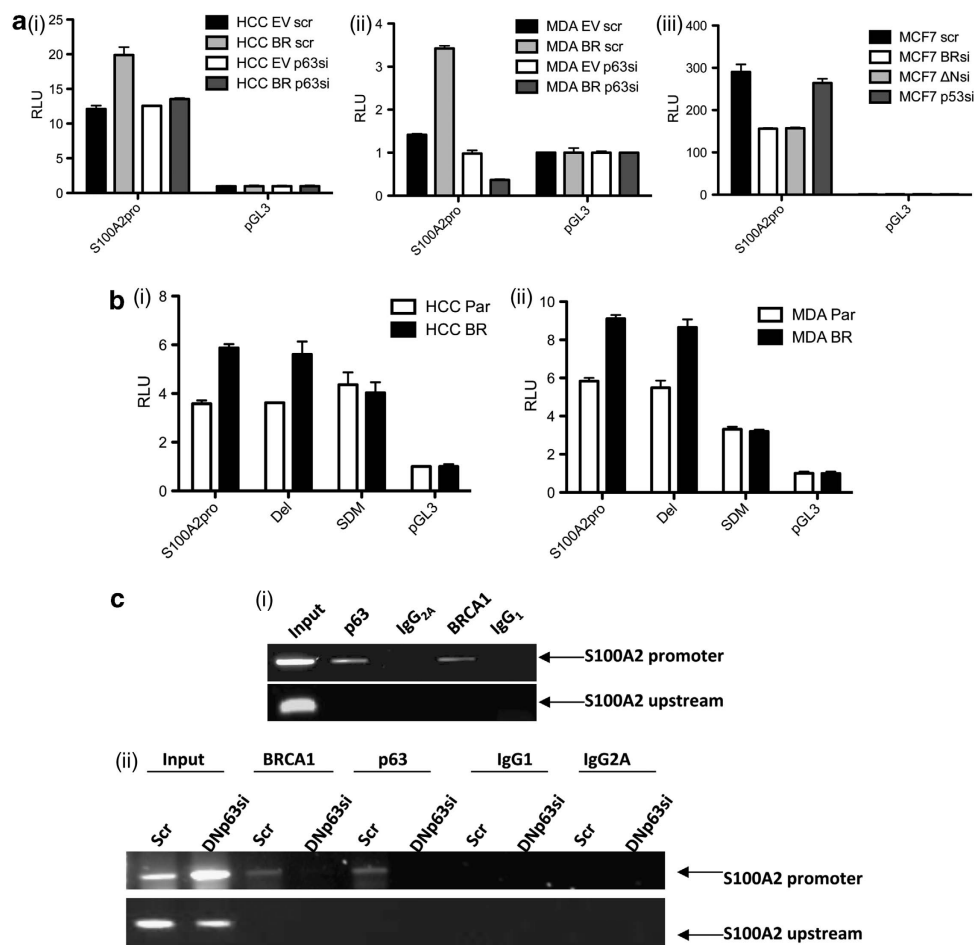 a
(i)
RLU
25
20
15
10
5
0
HCC EV scr
HCC BR scr
HCC EV p63si
HCC BR p63si
S100A2pro
pGL3
(ii)
RLU
4
3
2
1
0
MDA EV scr
MDA BR scr
MDA EV p63si
MDA BR p63si
S100A2pro
pGL3
(iii)
RLU
400
300
200
100
0
MCF7 scr
MCF7 BRsi
MCF7 ΔNsi
MCF7 p53si
S100A2pro
pGL3
b
(i)
RLU
8
6
4
2
0
HCC Par
HCC BR
S100A2pro
Del
SDM
pGL3
(ii)
RLU
10
8
6
4
2
0
MDA Par
MDA BR
S100A2pro
Del
SDM
pGL3
c
(i)
Input
p63
IgG2A
BRCA1
IgG1
S100A2 promoter
S100A2 upstream
(ii)
Input
BRCA1
p63
IgG1
IgG2A
Scr
DNp63si
Scr
DNp63si
Scr
DNp63si
Scr
DNp63si
Scr
DNp63si
S100A2 promoter
S100A2 upstream